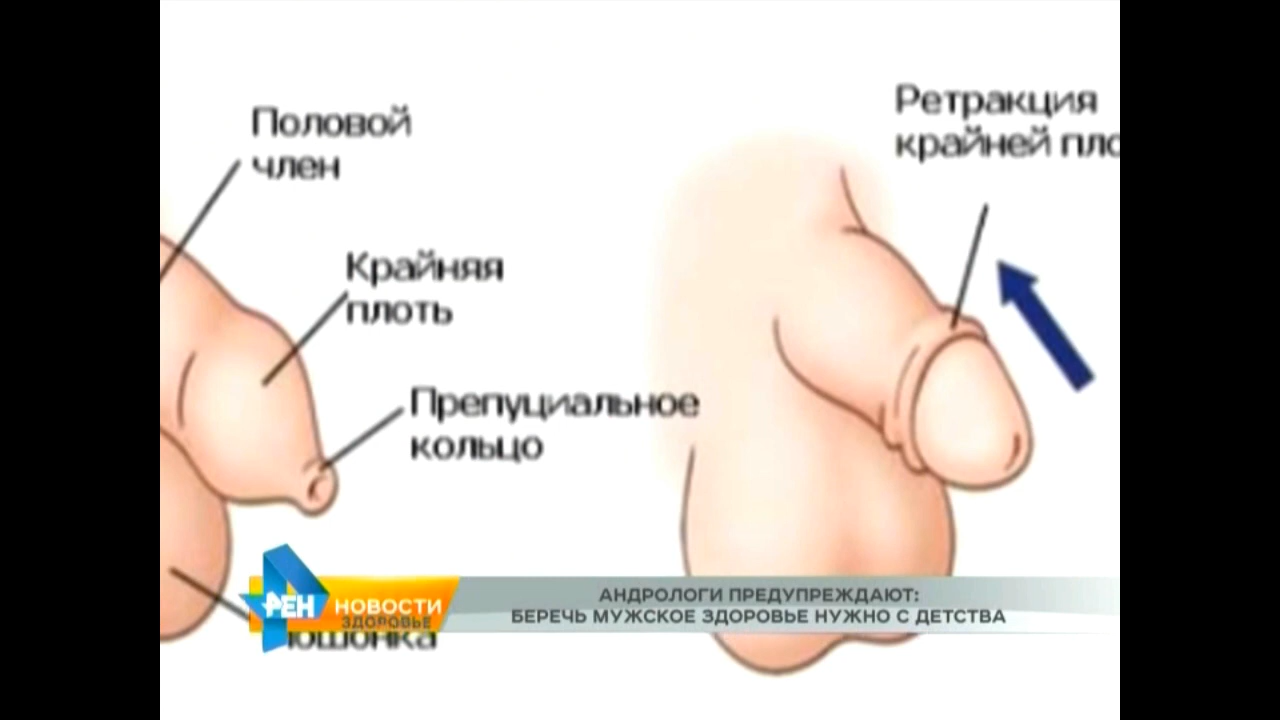 Половой
член
Крайняя
плоть
Препуциальное
кольцо
Ретракция
крайней пло
РЕН
НОВОСТИ
ЗДОРОВЬЕ
АНДРОЛОГИ ПРЕДУПРЕЖДАЮТ:
БЕРЕЧЬ МУЖСКОЕ ЗДОРОВЬЕ НУЖНО С ДЕТСТВА
Мошонка